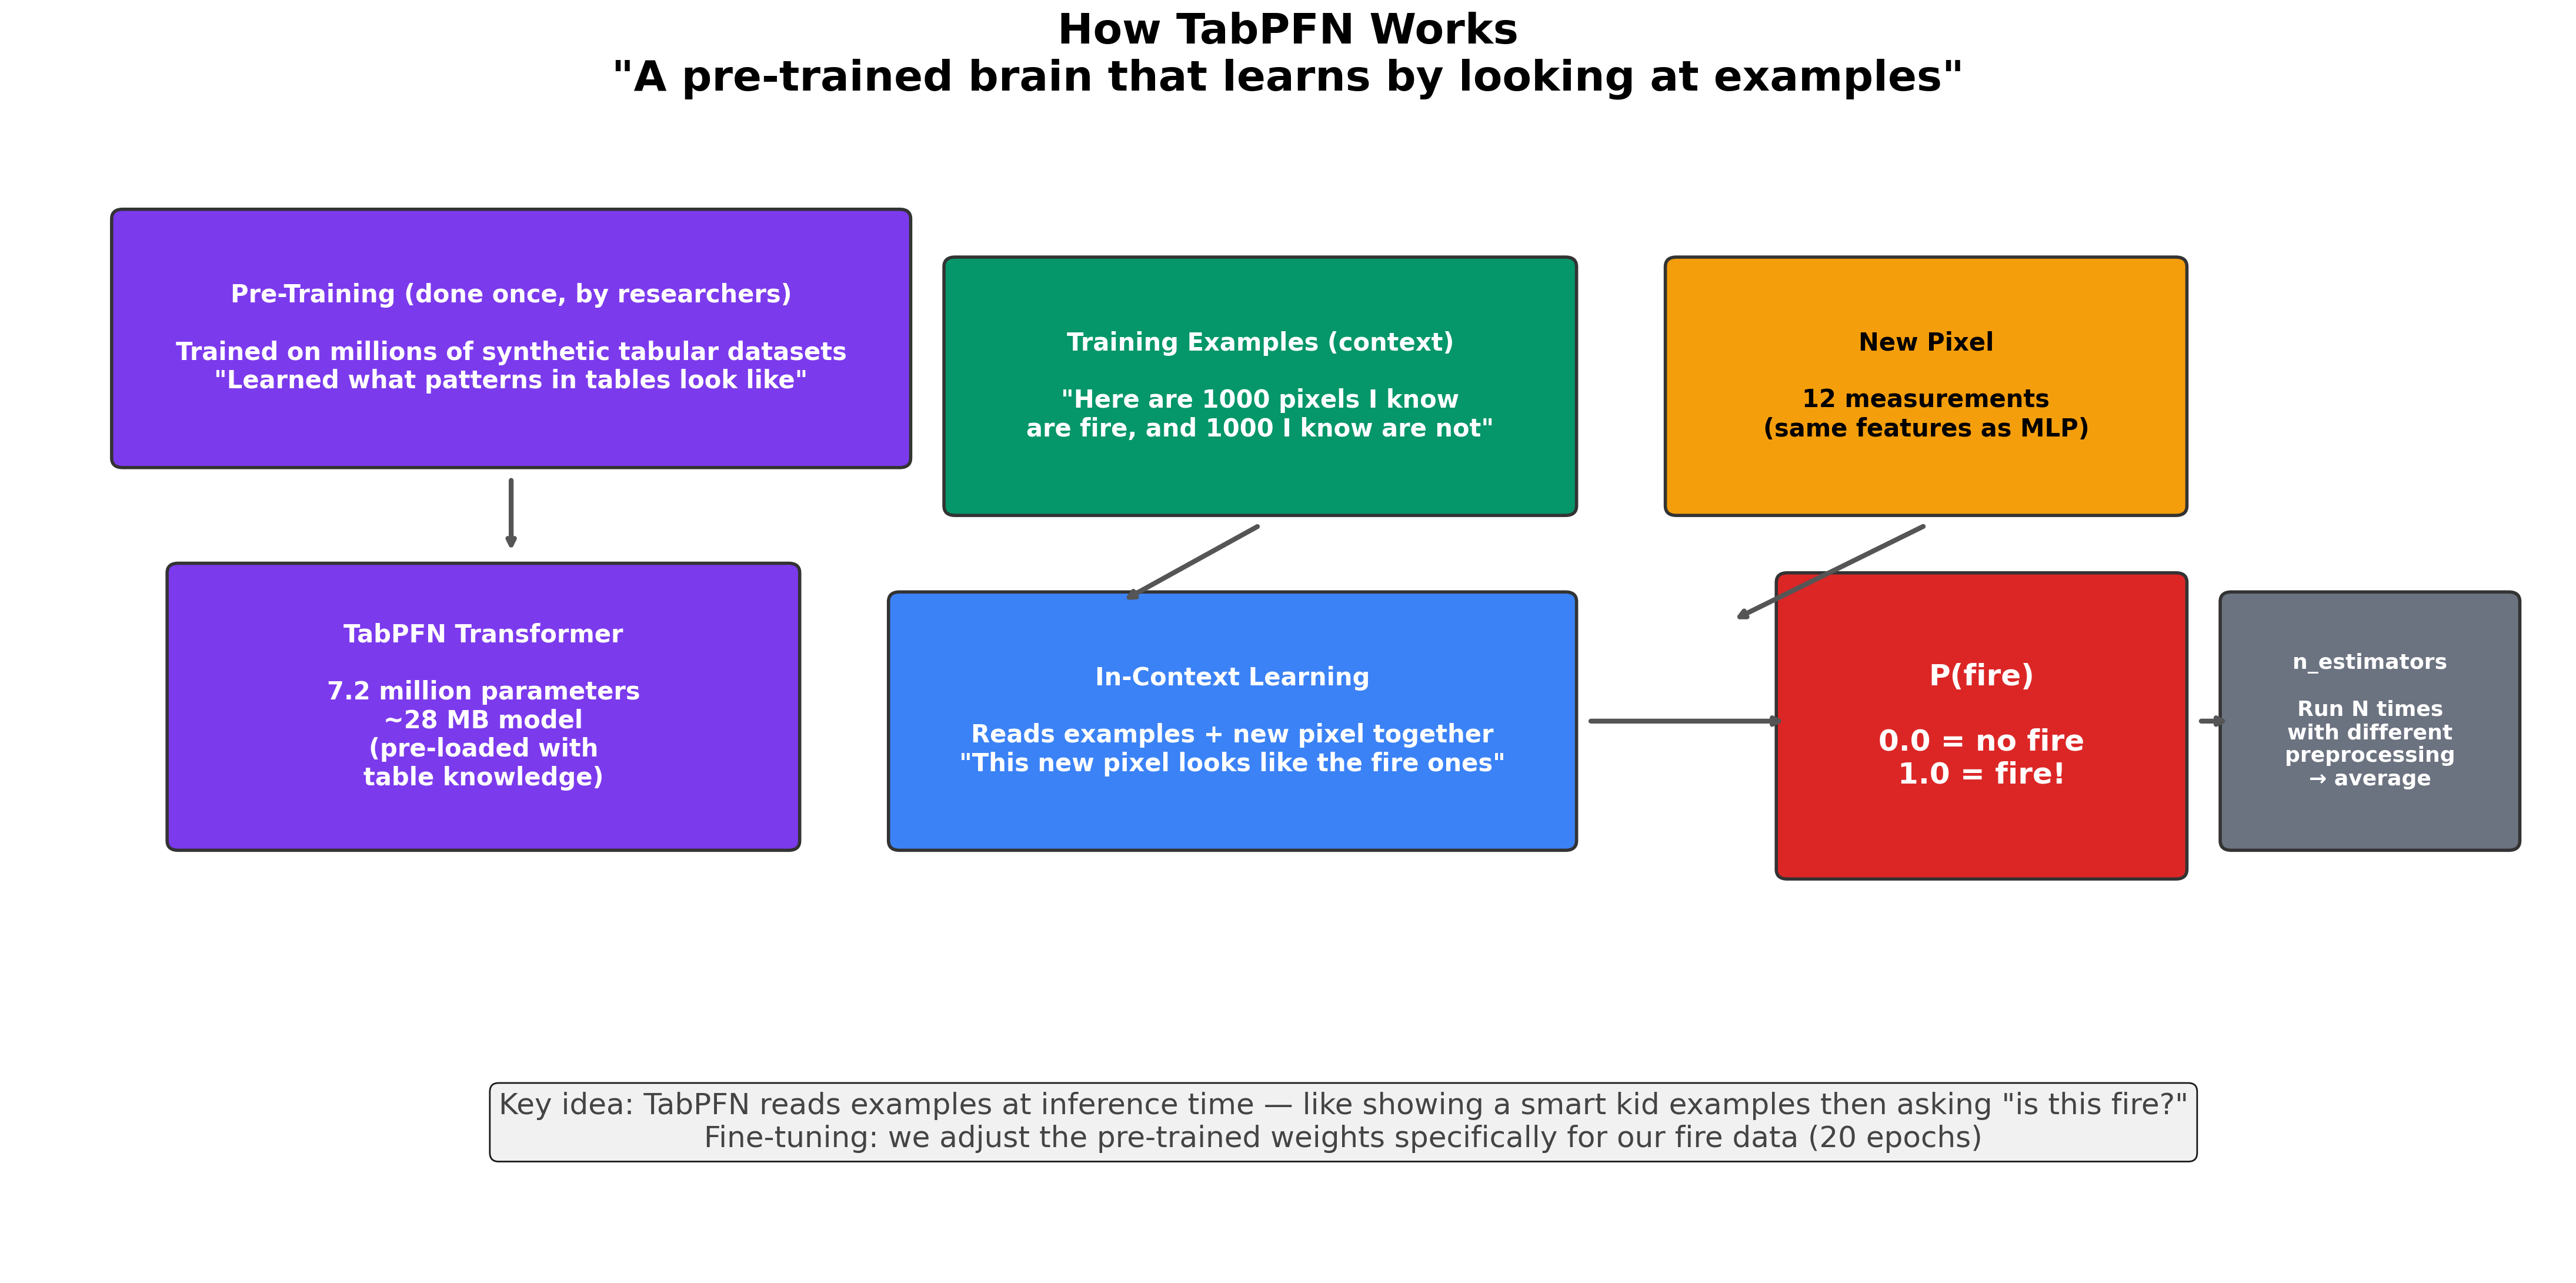 How TabPFN Works
"A pre-trained brain that learns by looking at examples"
Pre-Training (done once, by researchers)
Trained on millions of synthetic tabular datasets
"Learned what patterns in tables look like"
Training Examples (context)
"Here are 1000 pixels I know
are fire, and 1000 I know are not"
New Pixel
12 measurements
(same features as MLP)
TabPFN Transformer
7.2 million parameters
~28 MB model
(pre-loaded with
table knowledge)
In-Context Learning
Reads examples + new pixel together
"This new pixel looks like the fire ones"
P(fire)
0.0 = no fire
1.0 = fire!
n_estimators
Run N times
with different
preprocessing
→ average
Key idea: TabPFN reads examples at inference time — like showing a smart kid examples then asking "is this fire?"
Fine-tuning: we adjust the pre-trained weights specifically for our fire data (20 epochs)